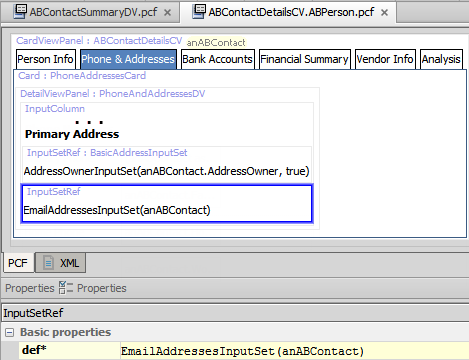 ABContactSummaryDV.pcf × ABContactDetailsCV.ABPerson.pcf ×
CardViewPanel : ABContactDetailsCV anABContact
Person Info Phone & Addresses Bank Accounts Financial Summary Vendor Info Analysis
Card : PhoneAddressesCard
DetailViewPanel : PhoneAndAddressesDV
InputColumn
. . .
Primary Address
InputSetRef : BasicAddressInputSet
AddressOwnerInputSet(anABContact.AddressOwner, true)
InputSetRef
EmailAddressesInputSet(anABContact)
PCF XML
Properties Properties
InputSetRef
Basic properties
def* EmailAddressesInputSet(anABContact)